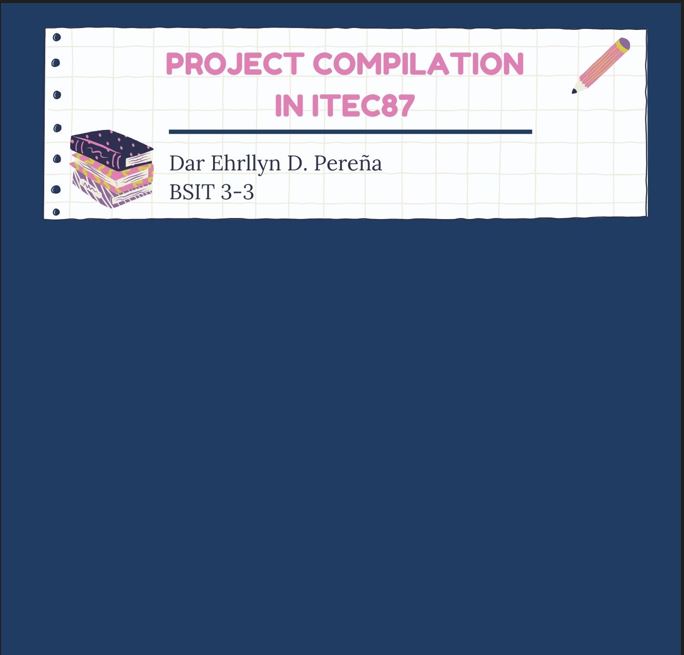 PROJECT COMPILATION
IN ITEC87
Dar Ehrllyn D. Pereña
BSIT 3-3